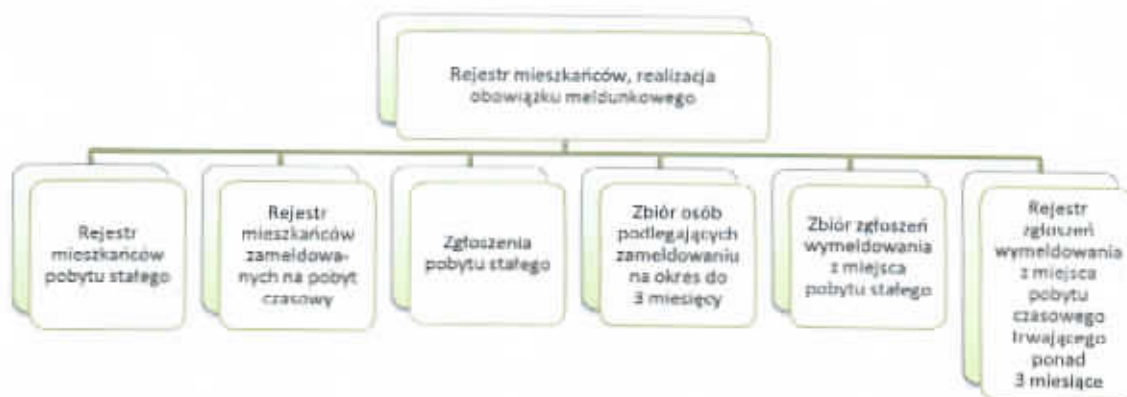 Rejestr mieszkańców, realizacja
obowiązku meldunkowego
Rejestr
mieszkańców
pobytu stałego
Rejestr
mieszkańców
zameldowa-
nych na pobyt
czasowy
Zgłoszenia
pobytu stałego
Zbiór osób
podlegających
zameldowaniu
na okres do
3 miesięcy
Zbiór zgłoszeń
wymeldowania
z miejsca
pobytu stałego
Rejestr
zgłoszeń
wymeldowania
z miejsca
pobytu
czasowego
trwającego
ponad
3 miesiące